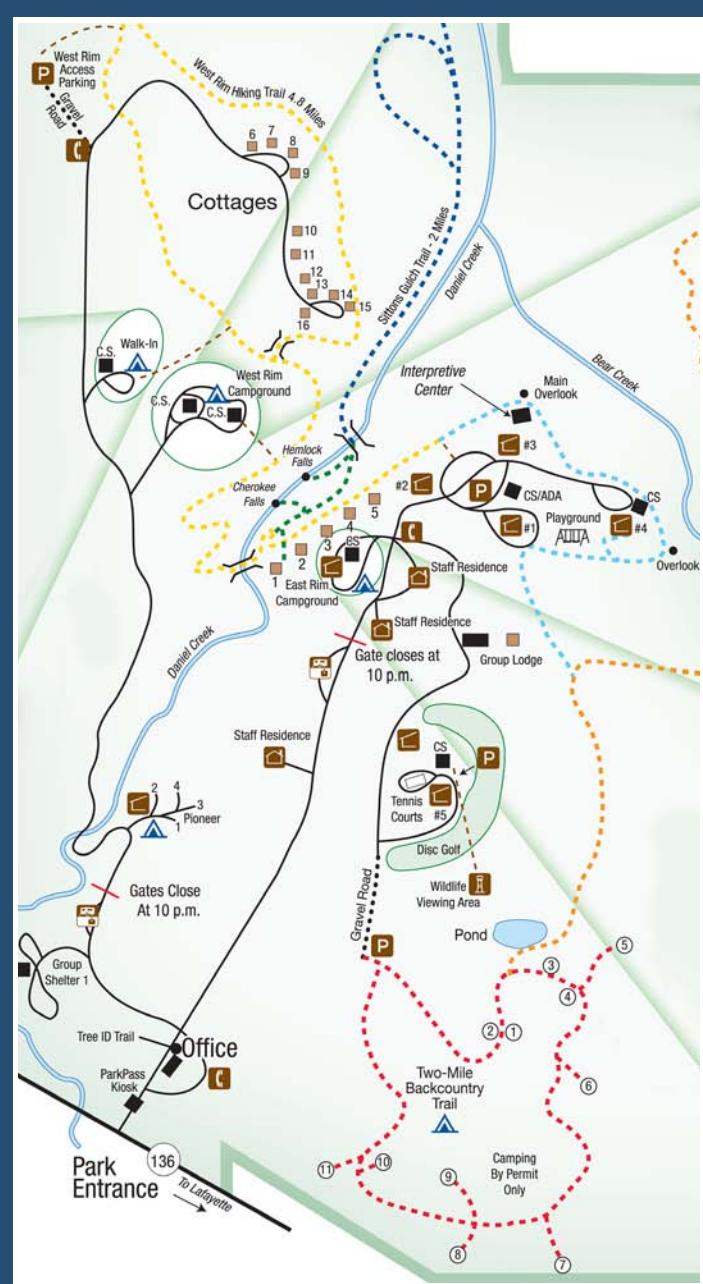 West Rim
Access
Parking
P
Gravel
Road
West Rim Hiking Trail 4.8 Miles
6
7
8
9
Cottages
10
11
12
13
14
15
16
Sittons Gulch Trail - 2 Miles
Daniel Creek
Bear Creek
C.S.
Walk-In
West Rim
Campground
C.S.
C.S.
Interpretive
Center
Main
Overlook
Hemlock
Falls
Cherokee
Falls
#3
#2
P
CS/ADA
CS
#1
Playground
#4
Overlook
5
4
3
2
1
CS
East Rim
Campground
Staff Residence
Staff Residence
Gate closes at
10 p.m.
Group Lodge
Daniel Creek
Staff Residence
CS
P
Tennis
Courts
#5
Disc Golf
2
4
3
1
Pioneer
Gates Close
At 10 p.m.
Wildlife
Viewing Area
Gravel Road
P
Pond
Group
Shelter 1
5
3
4
2
1
6
Tree ID Trail
Office
ParkPass
Kiosk
Two-Mile
Backcountry
Trail
Camping
By Permit
Only
11
10
9
8
7
Park
Entrance
136
To Lafayette